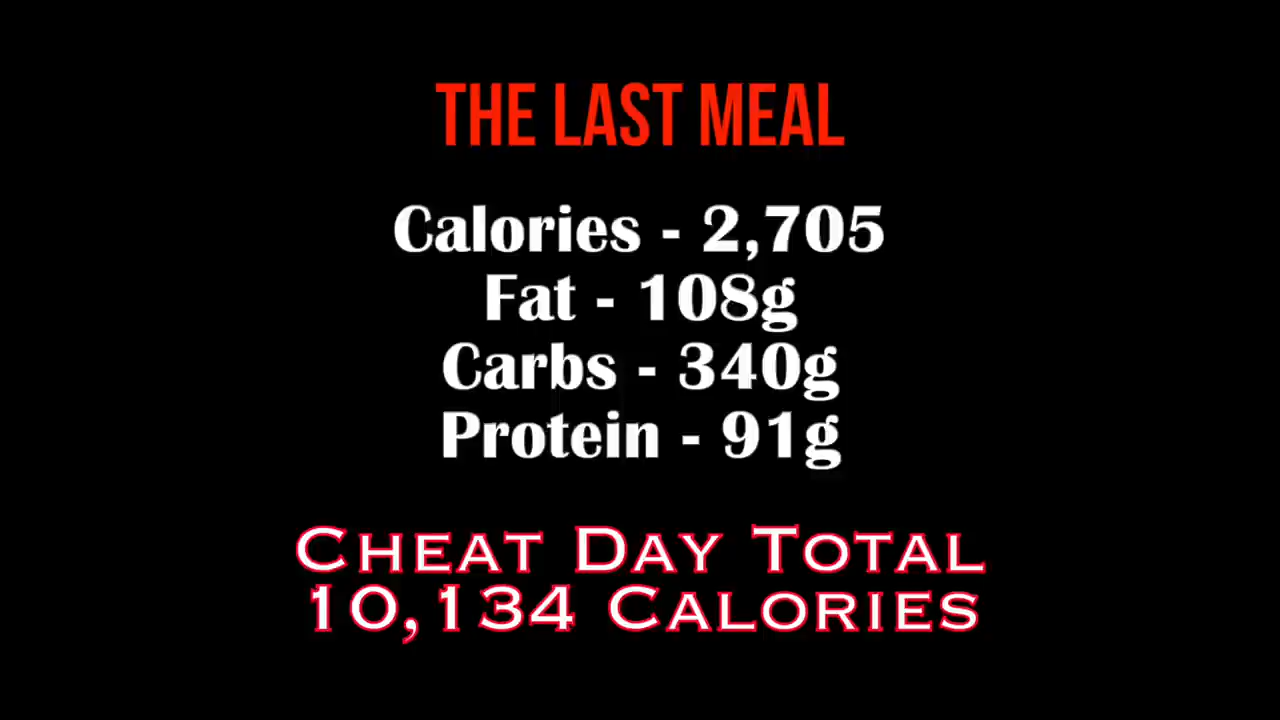 THE LAST MEAL
Calories - 2,705
Fat - 108g
Carbs - 340g
Protein - 91g
Cheat Day Total
10,134 Calories